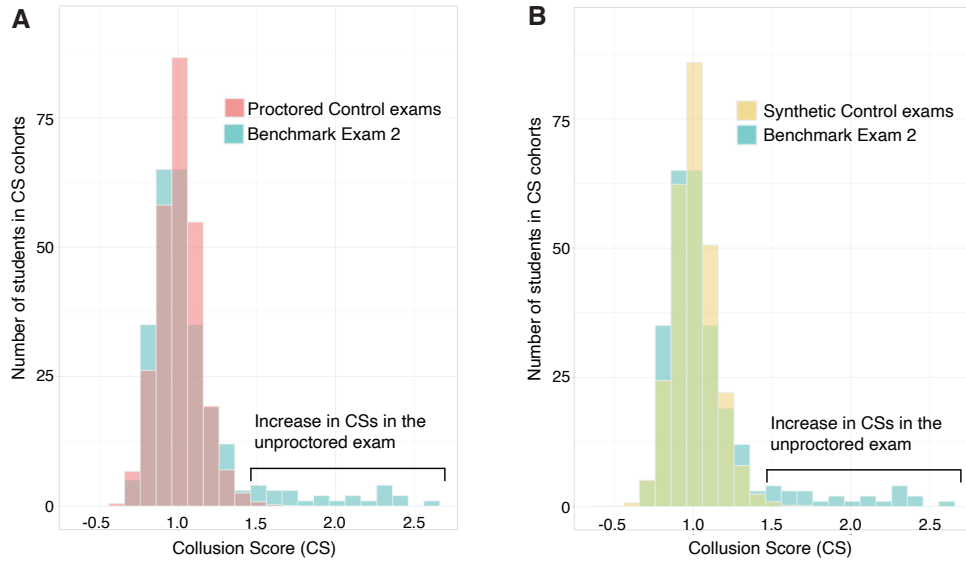 A
Number of students in CS cohorts
75
50
25
0
Proctored Control exams
Benchmark Exam 2
Increase in CSs in the
unproctored exam
-0.5
1.0
1.5
2.0
2.5
Collusion Score (CS)
B
Number of students in CS cohorts
75
50
25
0
Synthetic Control exams
Benchmark Exam 2
Increase in CSs in the
unproctored exam
-0.5
1.0
1.5
2.0
2.5
Collusion Score (CS)